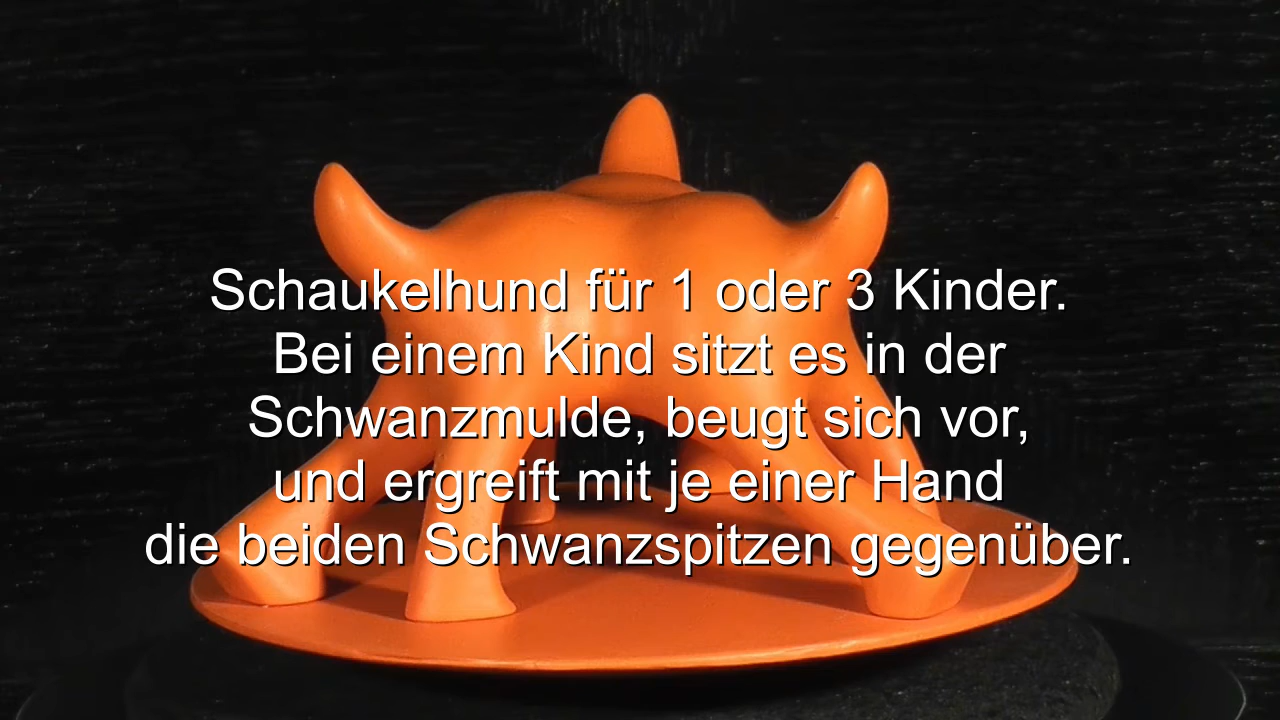 Schaukelhund für 1 oder 3 Kinder.
Bei einem Kind sitzt es in der
Schwanzmulde, beugt sich vor,
und ergreift mit je einer Hand
die beiden Schwanzspitzen gegenüber.